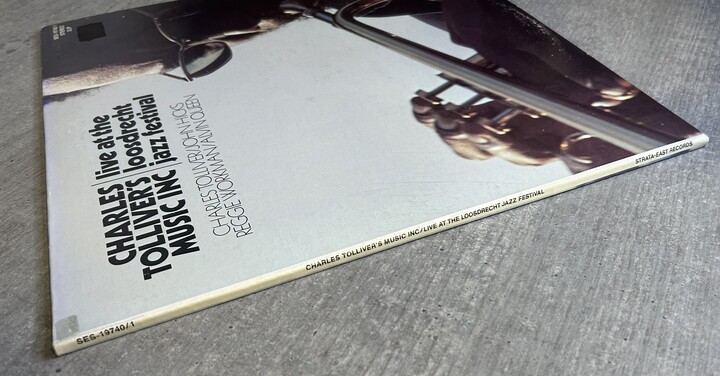 CHARLES TOLLIVER'S MUSIC INC
live at the loosdrecht jazz festival
CHARLES TOLLIVER/JOHN HICKS
REGGIE WORKMAN/ALVIN QUEEN
SES-19740/1
CHARLES TOLLIVER'S MUSIC INC/LIVE AT THE LOOSDRECHT JAZZ FESTIVAL
STRATA-EAST RECORDS